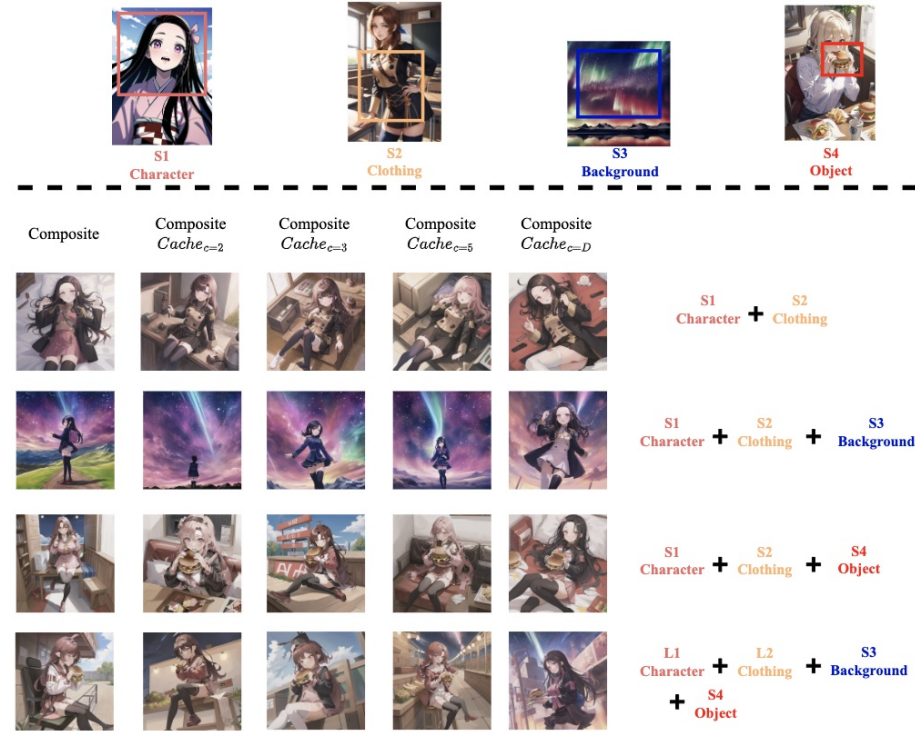 S1
Character
S2
Clothing
S3
Background
S4
Object
Composite
Composite
Cache_{c=2}
Composite
Cache_{c=3}
Composite
Cache_{c=5}
Composite
Cache_{c=D}
S1
Character
+
S2
Clothing
S1
Character
+
S2
Clothing
+
S3
Background
S1
Character
+
S2
Clothing
+
S4
Object
L1
Character
+
L2
Clothing
+
S3
Background
+
S4
Object